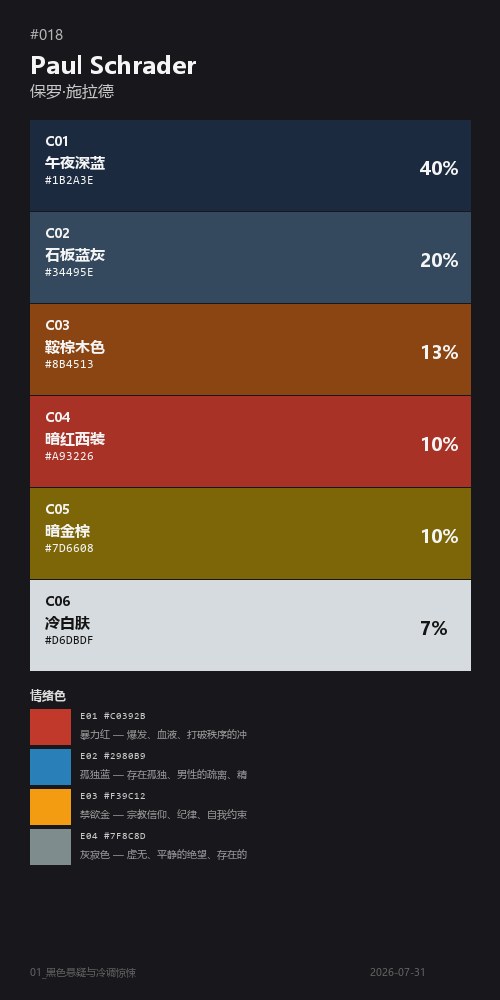 #018
Paul Schrader
保罗·施拉德
C01
午夜深蓝
#1B2A3E
40%
C02
石板蓝灰
#34495E
20%
C03
鞍棕木色
#8B4513
13%
C04
暗红西装
#A93226
10%
C05
暗金棕
#7D6608
10%
C06
冷白肤
#D6DBDF
7%
情绪色
E01 #C0392B
暴力红 — 爆发、血液、打破秩序的冲
E02 #2980B9
孤独蓝 — 存在孤独、男性的疏离、精
E03 #F39C12
禁欲金 — 宗教信仰、纪律、自我约束
E04 #7F8C8D
灰寂色 — 虚无、平静的绝望、存在的
01_黑色悬疑与冷调惊悚
2026-07-31